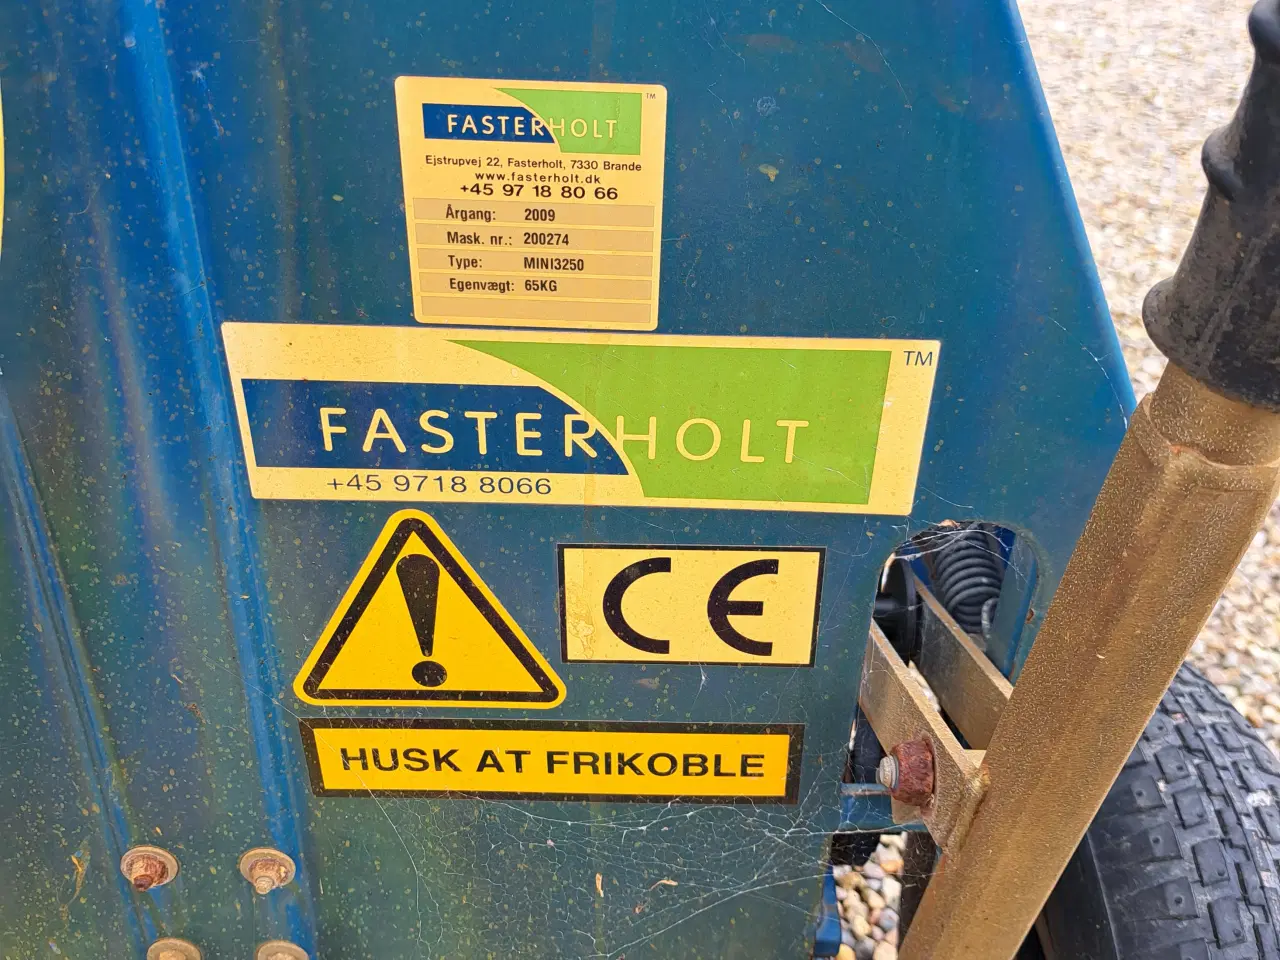 FASTERHOLT TM
Ejstrupvej 22, Fasterholt, 7330 Brande
www.fasterholt.dk
+45 97 18 80 66
Årgang: 2009
Mask. nr.: 200274
Type: MINI3250
Egenvægt: 65KG
FASTERHOLT TM
+45 9718 8066
CE
HUSK AT FRIKOBLE